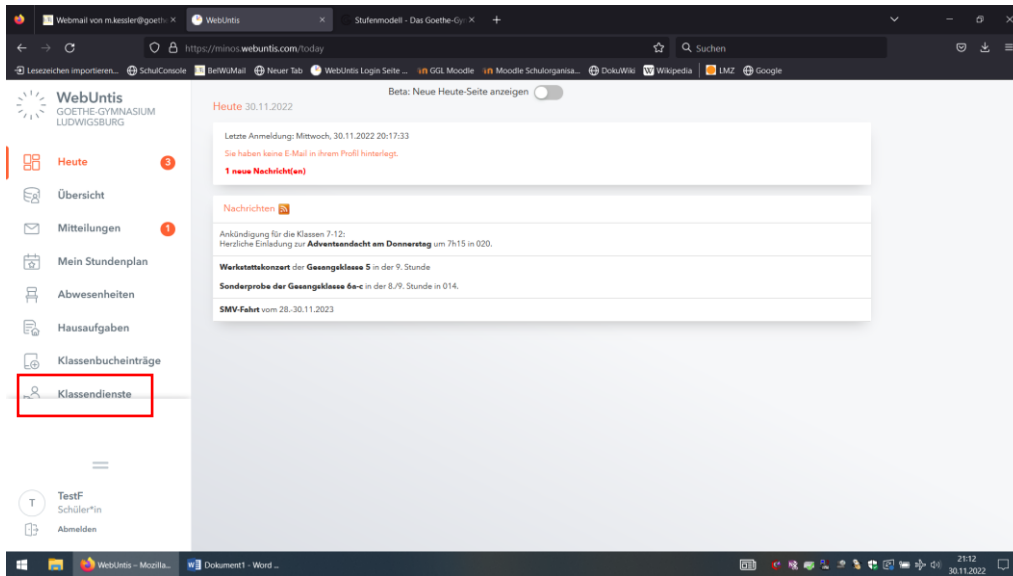 Webmail von m.kessler@goeth
WebUntis
Stufenmodell - Das Goethe-Gy
https://minos.webuntis.com/today
Suchen
Lesezeichen importieren...
SchulConsole
BelWüMail
Neuer Tab
WebUntis Login Seite ...
GGL Moodle
Moodle Schulorganisa...
DokuWiki
Wikipedia
LMZ
Google
WebUntis
GOETHE-GYMNASIUM
LUDWIGSBURG
Heute
3
Übersicht
Mitteilungen
1
Mein Stundenplan
Abwesenheiten
Hausaufgaben
Klassenbucheinträge
Klassendienste
T
TestF
Schüler*in
Abmelden
Beta: Neue Heute-Seite anzeigen
Heute 30.11.2022
Letzte Anmeldung: Mittwoch, 30.11.2022 20:17:33
Sie haben keine E-Mail in ihrem Profil hinterlegt.
1 neue Nachricht(en)
Nachrichten
Ankündigung für die Klassen 7-12:
Herzliche Einladung zur Adventsandacht am Donnerstag um 7h15 in 020.
Werkstattskonzert der Gesangsklasse 5 in der 9. Stunde
Sonderprobe der Gesangsklasse 6a-c in der 8./9. Stunde in 014.
SMV-Fahrt vom 28.-30.11.2023
WebUntis – Mozilla...
Dokument1 - Word ...
21:12
30.11.2022